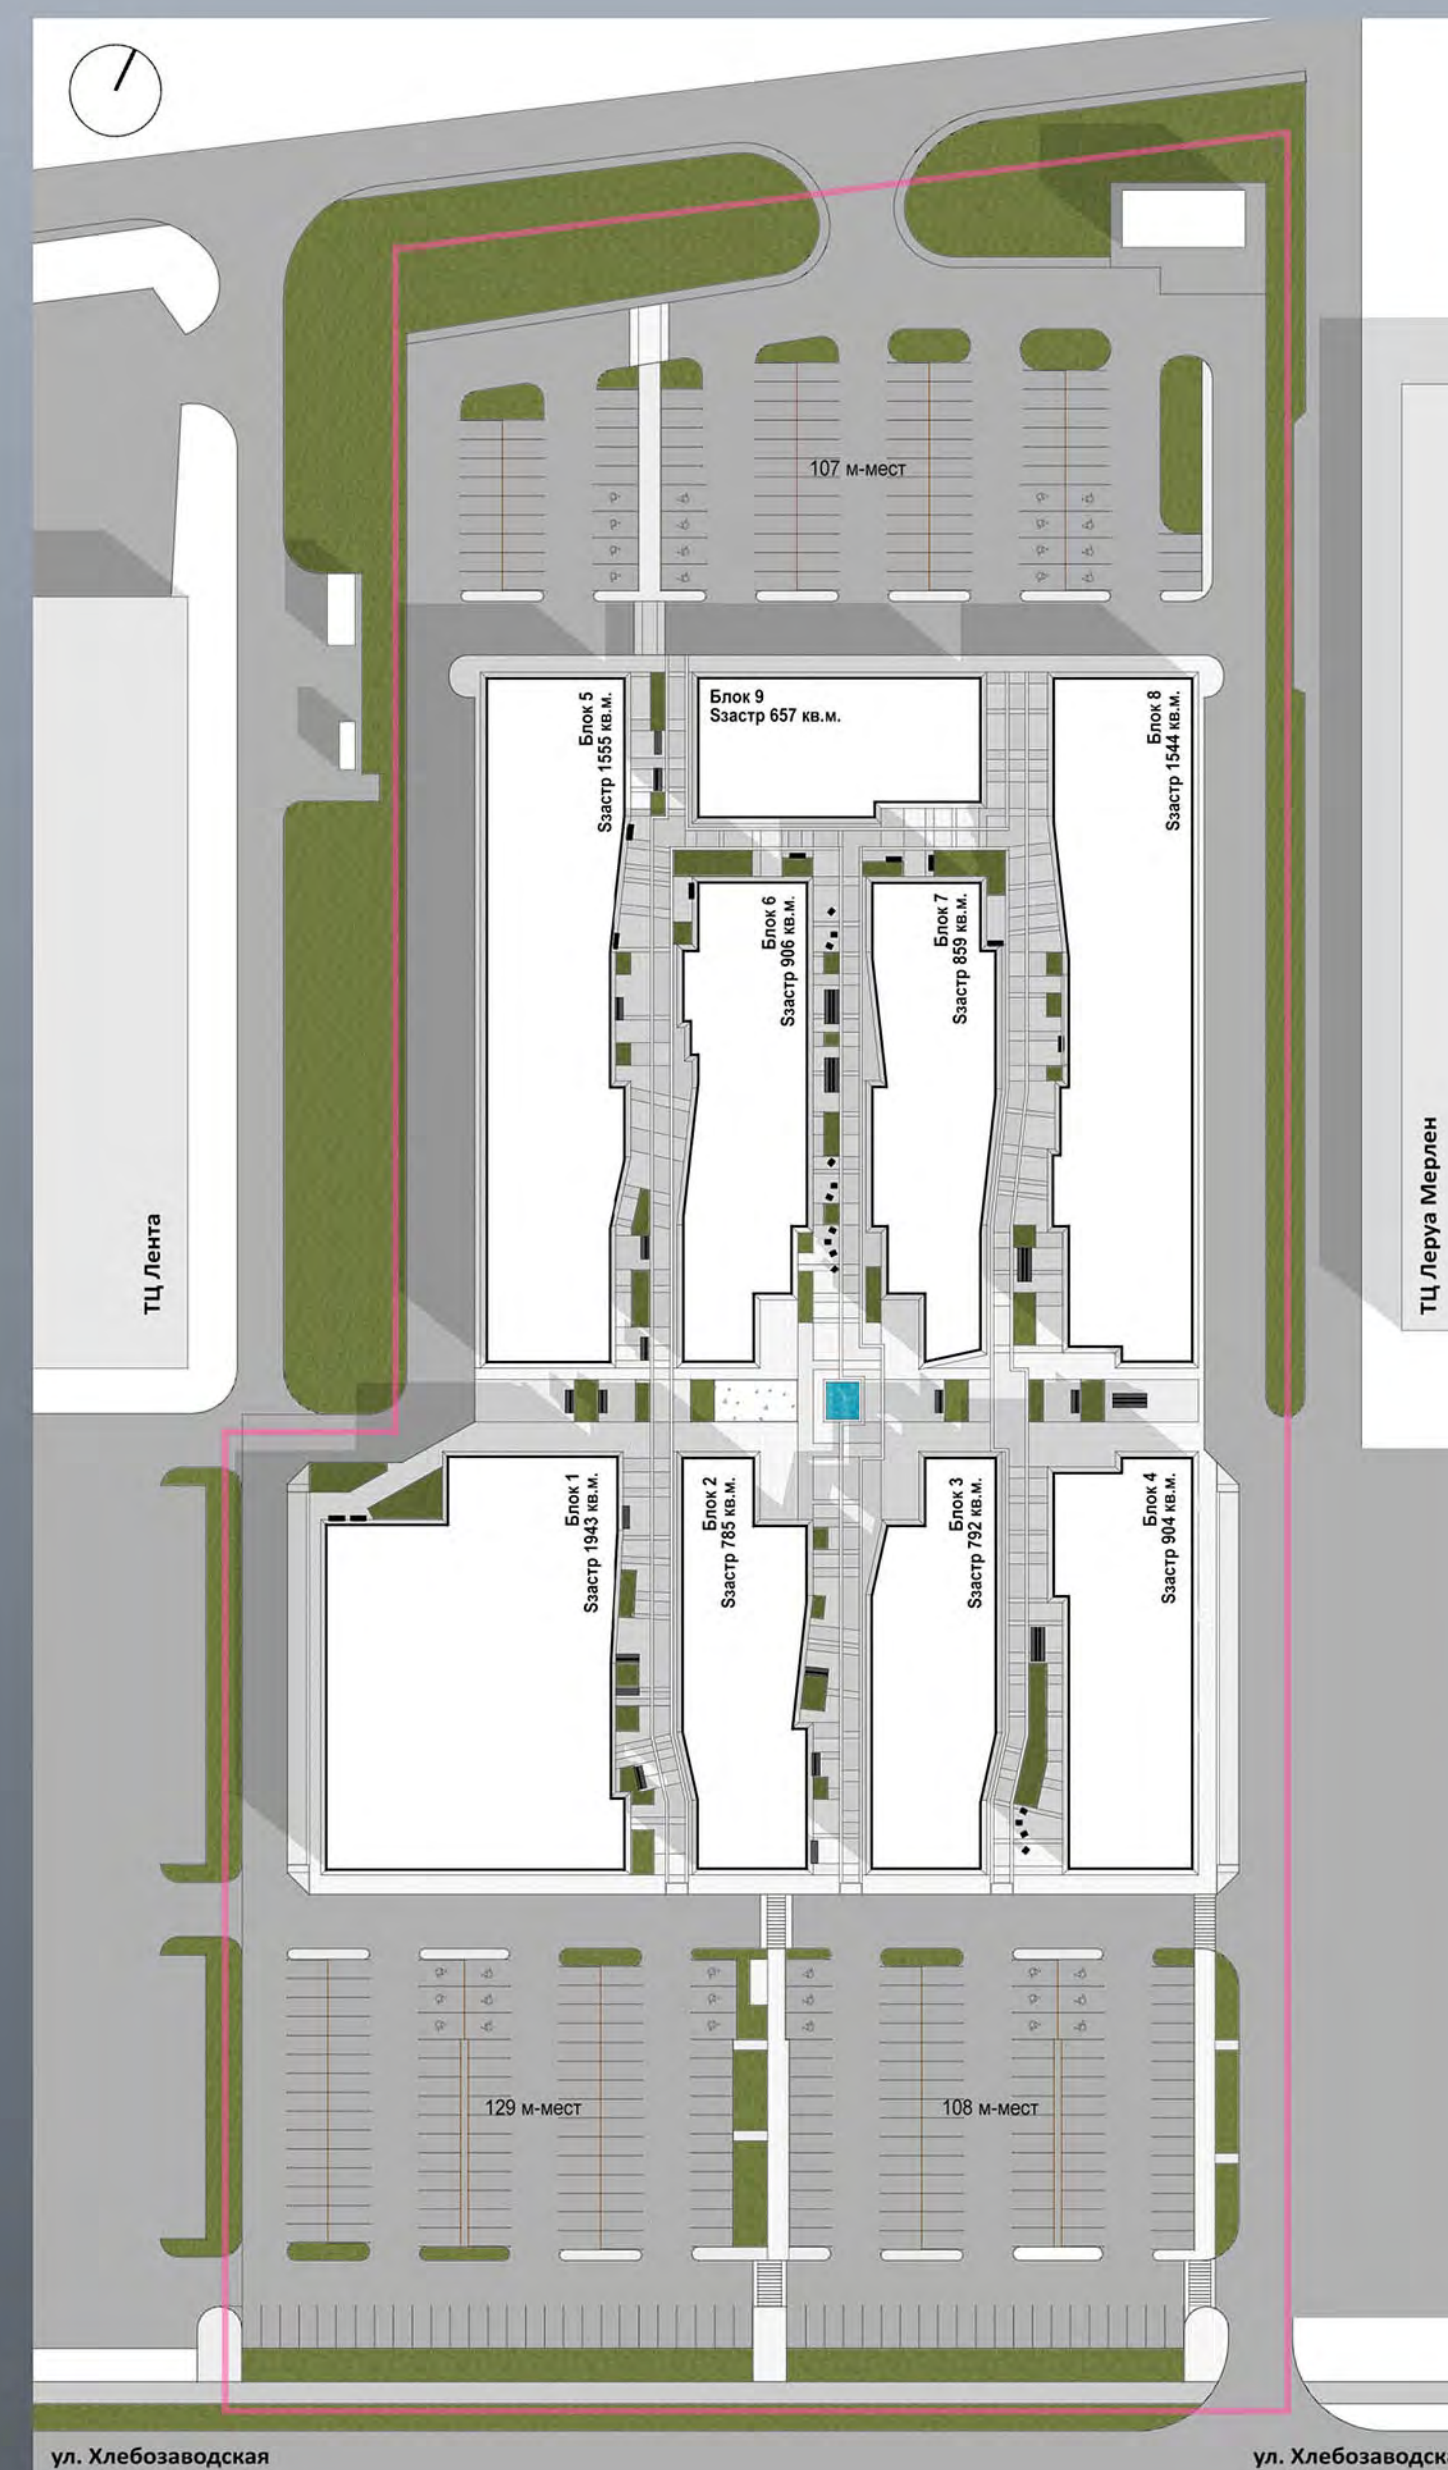 107 м-мест
Блок 5
Sзастр 1555 кв.м.
Блок 9
Sзастр 657 кв.м.
Блок 8
Sзастр 1544 кв.м.
Блок 6
Sзастр 906 кв.м.
Блок 7
Sзастр 859 кв.м.
ТЦ Лента
ТЦ Леруа Мерлен
Блок 1
Sзастр 1943 кв.м.
Блок 2
Sзастр 785 кв.м.
Блок 3
Sзастр 792 кв.м.
Блок 4
Sзастр 904 кв.м.
129 м-мест
108 м-мест
ул. Хлебозаводская
ул. Хлебозаводска